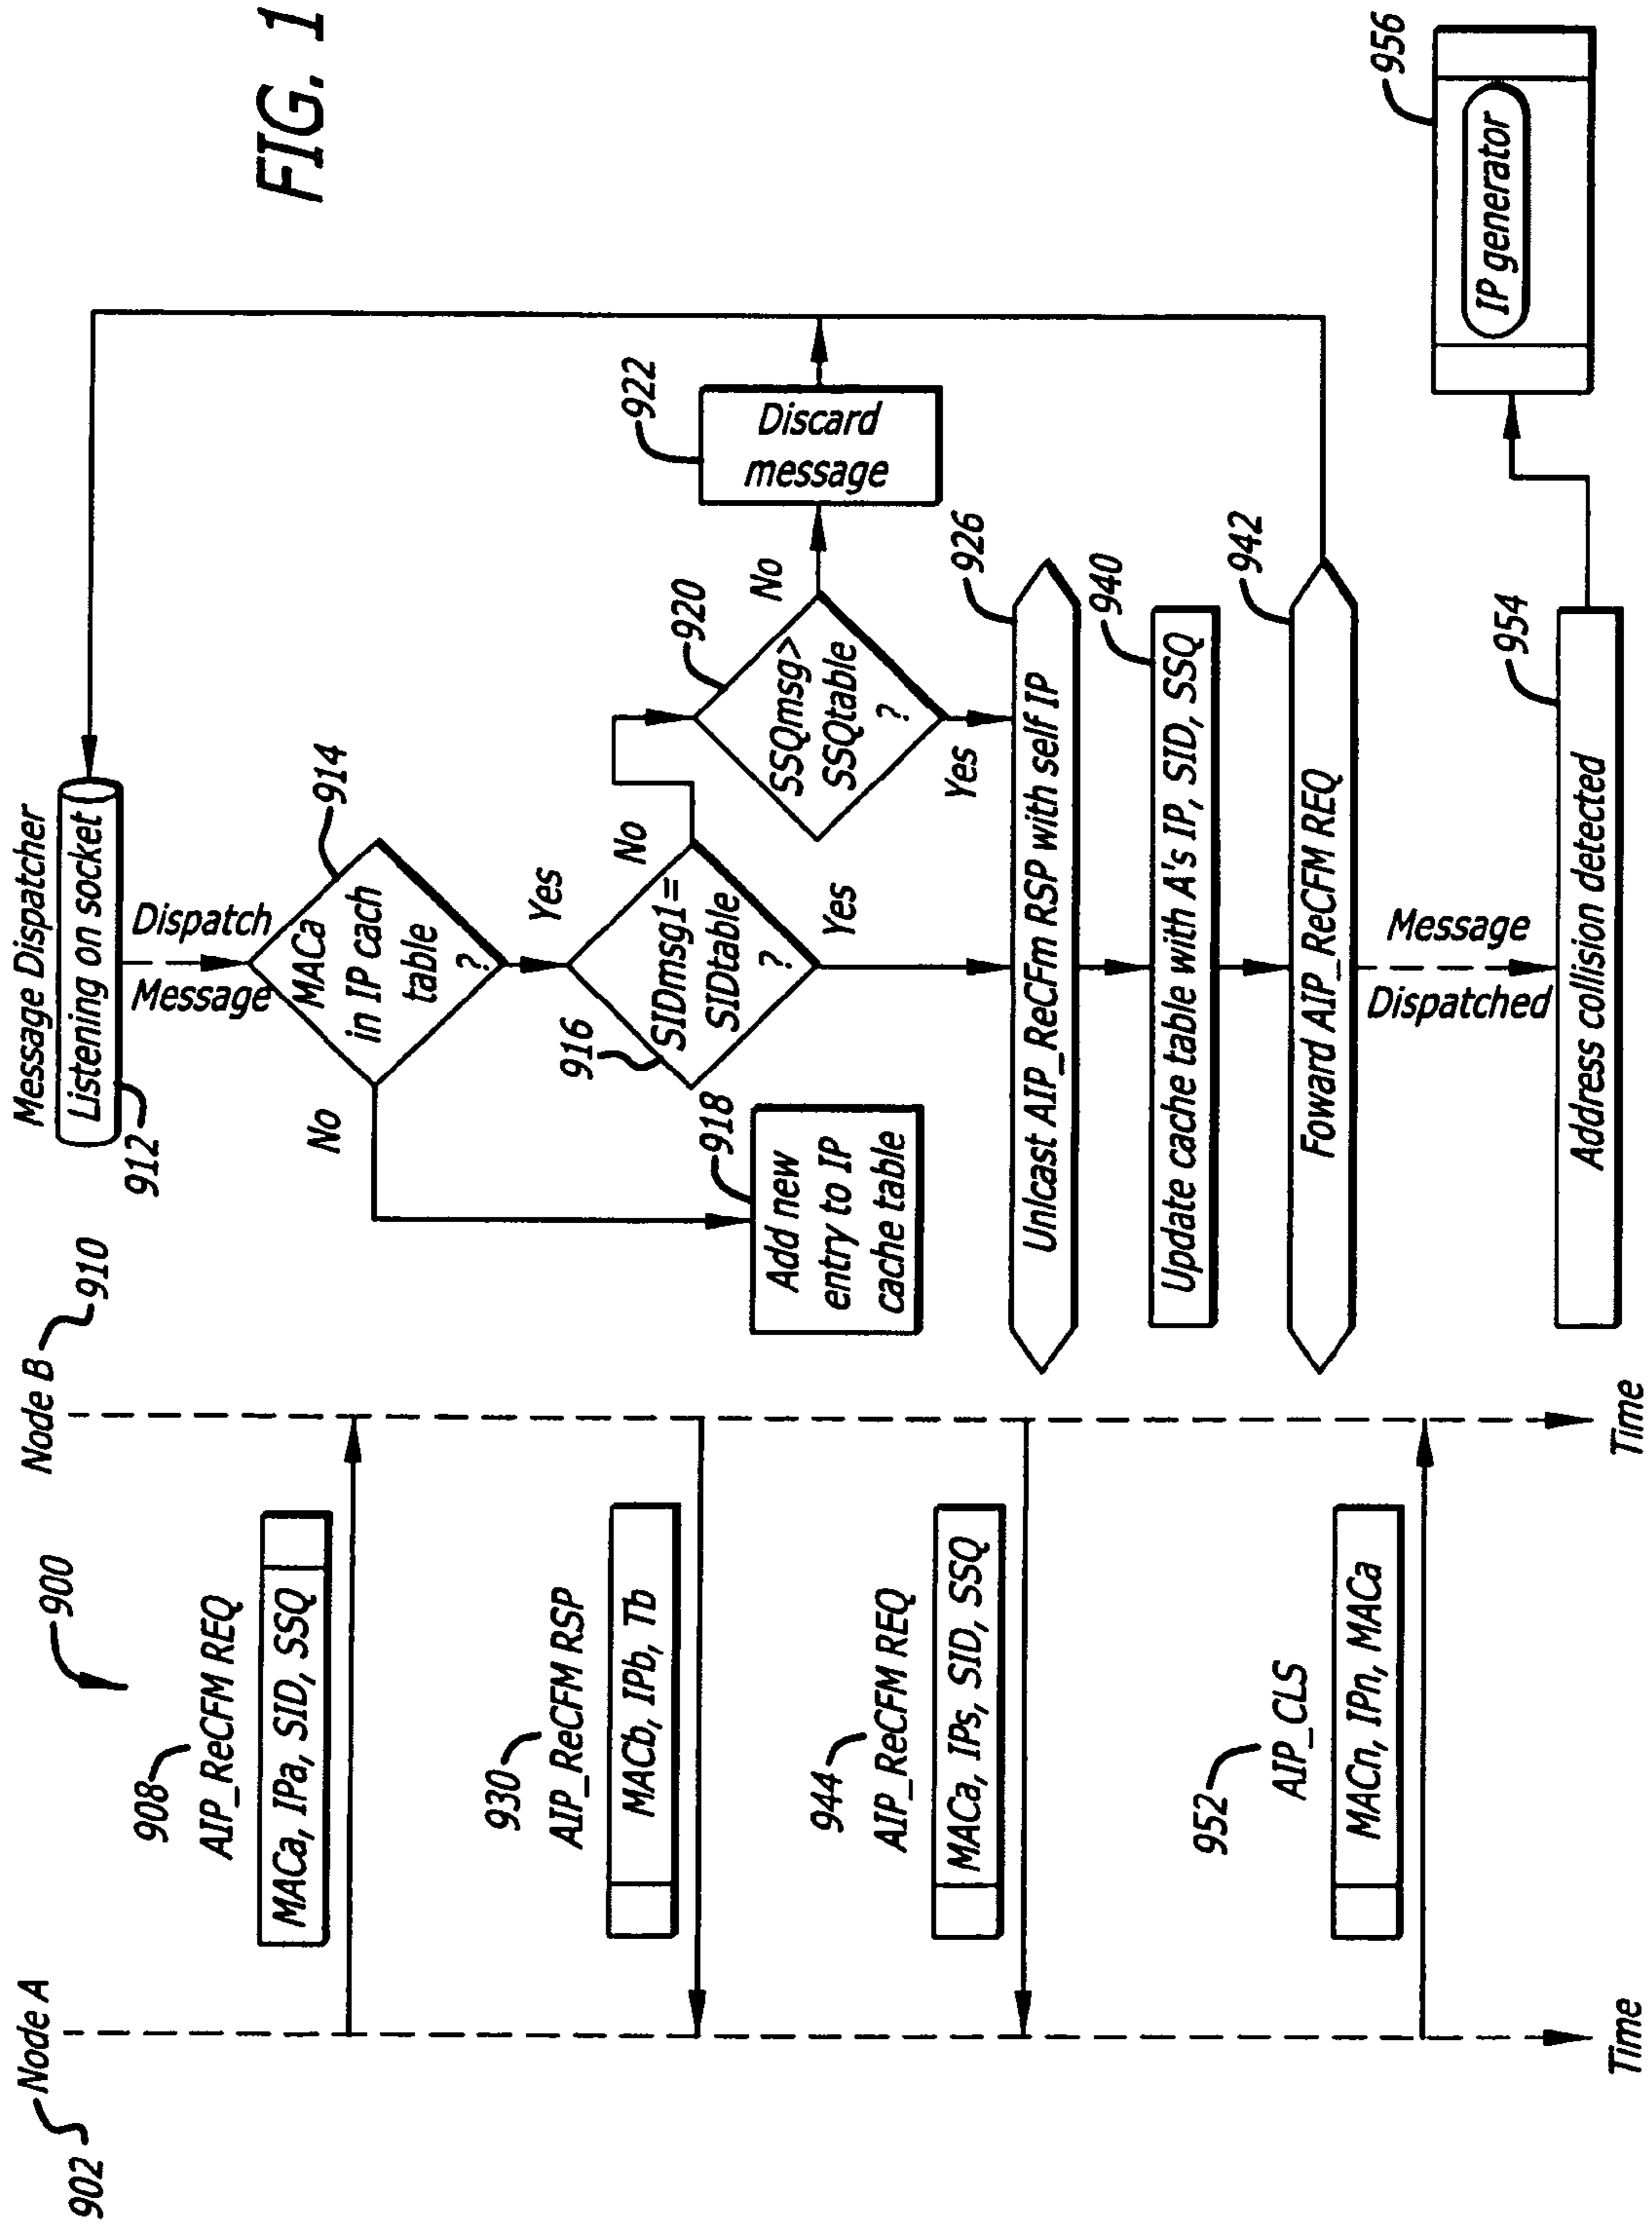 902
Node A
900
Node B
910
Message Dispatcher
FIG. 1
Listening on socket
912
Dispatch
Message
908
AIP_ReCFM REQ
MACa, IPa, SID, SSQ
914
MACa
in IP cach
table
?
No
Yes
916
SIDmsg1=
SIDtable
?
No
Yes
918
Add new
entry to IP
cache table
920
SSQmsg>
SSQtable
?
No
Yes
922
Discard
message
930
AIP_ReCFM RSP
MACb, IPb, Tb
926
Unicast AIP_ReCFm RSP with self IP
940
Update cache table with A's IP, SID, SSQ
944
AIP_ReCFM REQ
MACa, IPs, SID, SSQ
942
Foward AIP_ReCFM REQ
Message
Dispatched
952
AIP_CLS
MACn, IPn, MACa
954
Address collision detected
956
IP generator
Time
Time